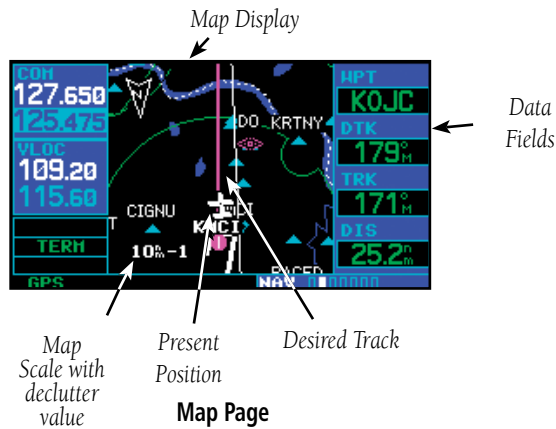 Map Display
COM
127.650
125.475
VLOC
109.20
115.60
TERM
GPS
DO
KRTNY
CIGNU
T
KMCI
10nm-1
NAV
WPT
KOJC
DTK
179°M
TRK
171°M
DIS
25.2nm
Data
Fields
Map
Scale with
declutter
value
Present
Position
Desired Track
Map Page